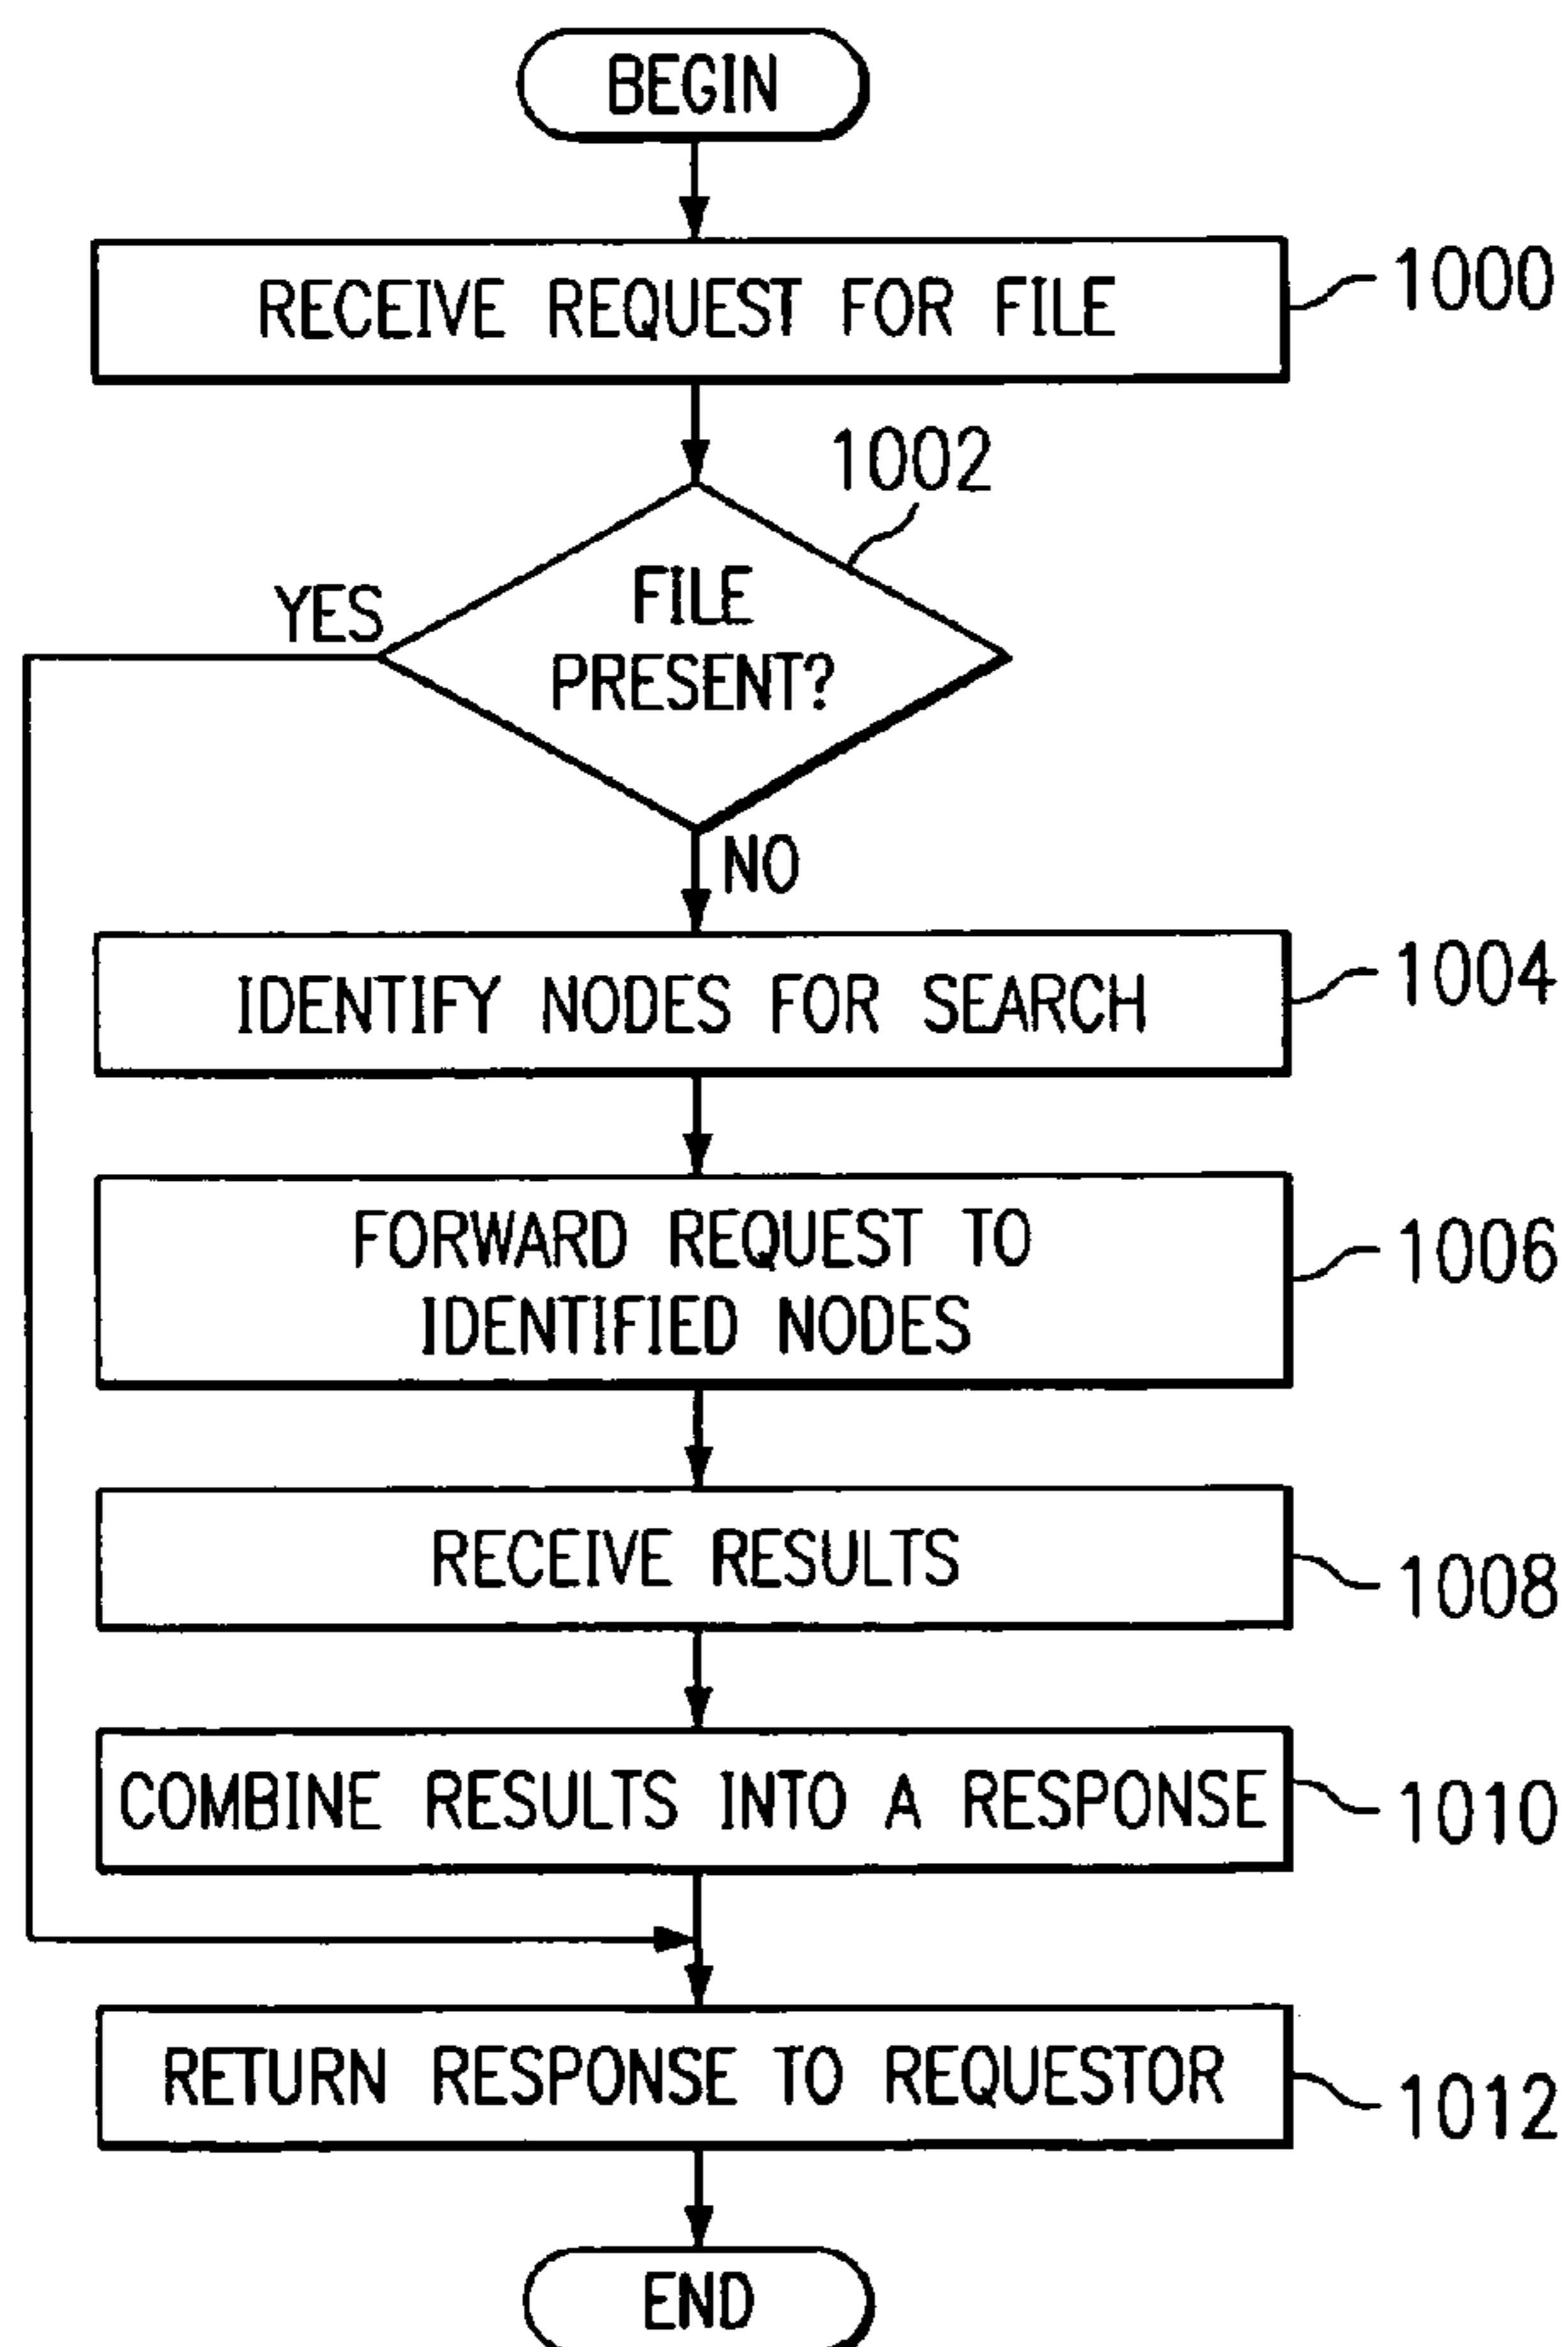 BEGIN
RECEIVE REQUEST FOR FILE
1000
1002
FILE
PRESENT?
YES
NO
IDENTIFY NODES FOR SEARCH
1004
FORWARD REQUEST TO
IDENTIFIED NODES
1006
RECEIVE RESULTS
1008
COMBINE RESULTS INTO A RESPONSE
1010
RETURN RESPONSE TO REQUESTOR
1012
END